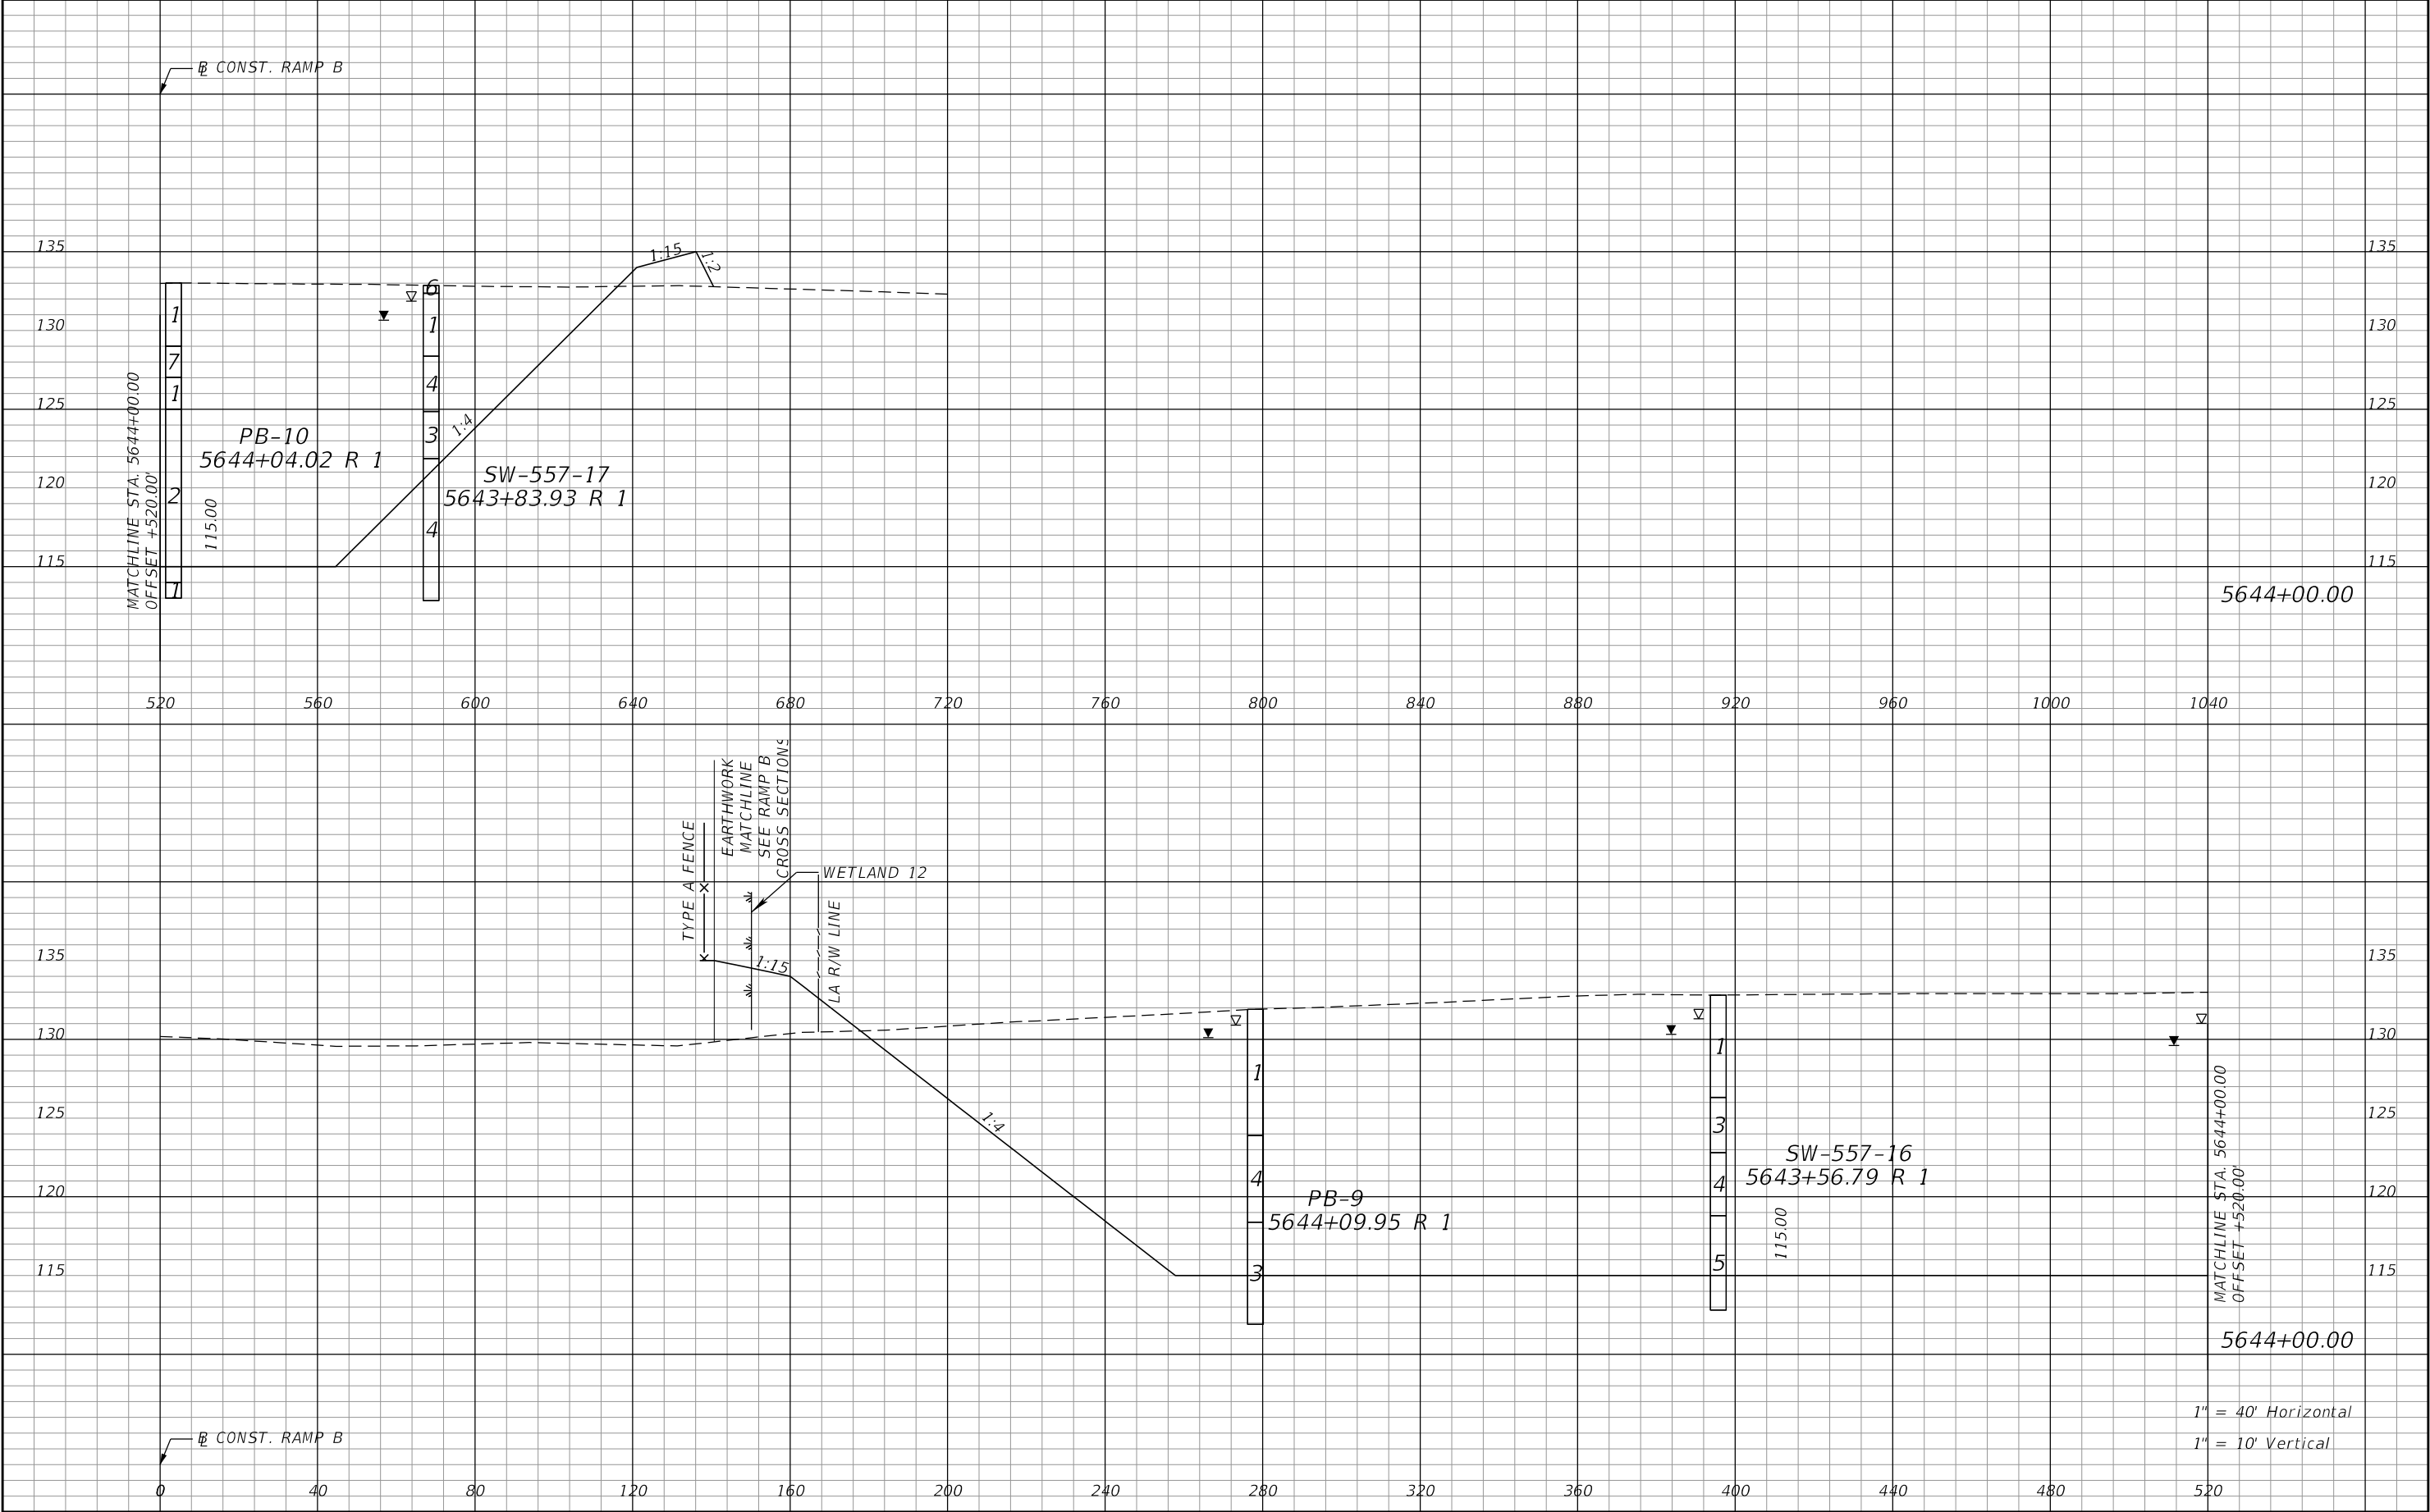 ℄ CONST. RAMP B
135
135
1:15
1:2
6
1
1
130
130
7
4
1
125
125
1:4
PB-10
5644+04.02 R 1
3
SW-557-17
5643+83.93 R 1
120
120
2
4
115.00
MATCHLINE STA. 5644+00.00
OFFSET +520.00'
115
115
1
5644+00.00
520 560 600 640 680 720 760 800 840 880 920 960 1000 1040
EARTHWORK
MATCHLINE
SEE RAMP B
CROSS SECTIONS
TYPE A FENCE
WETLAND 12
LA R/W LINE
135
135
1:15
130
130
1
1
125
125
1:4
3
SW-557-16
5643+56.79 R 1
4
4
120
120
PB-9
5644+09.95 R 1
115.00
MATCHLINE STA. 5644+00.00
OFFSET +520.00'
3
5
115
115
5644+00.00
1" = 40' Horizontal
1" = 10' Vertical
℄ CONST. RAMP B
0 40 80 120 160 200 240 280 320 360 400 440 480 520